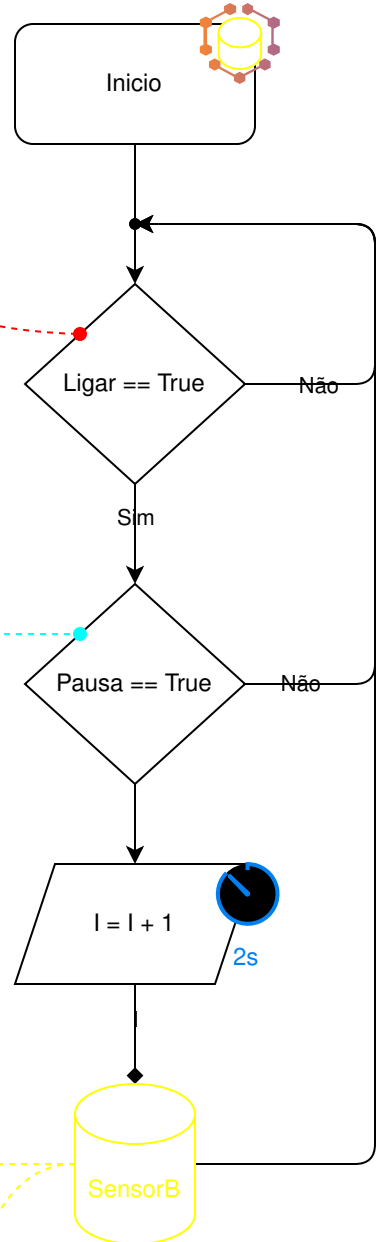 Inicio
Ligar == True
Não
Sim
Pausa == True
Não
I = I + 1
2s
I
SensorB